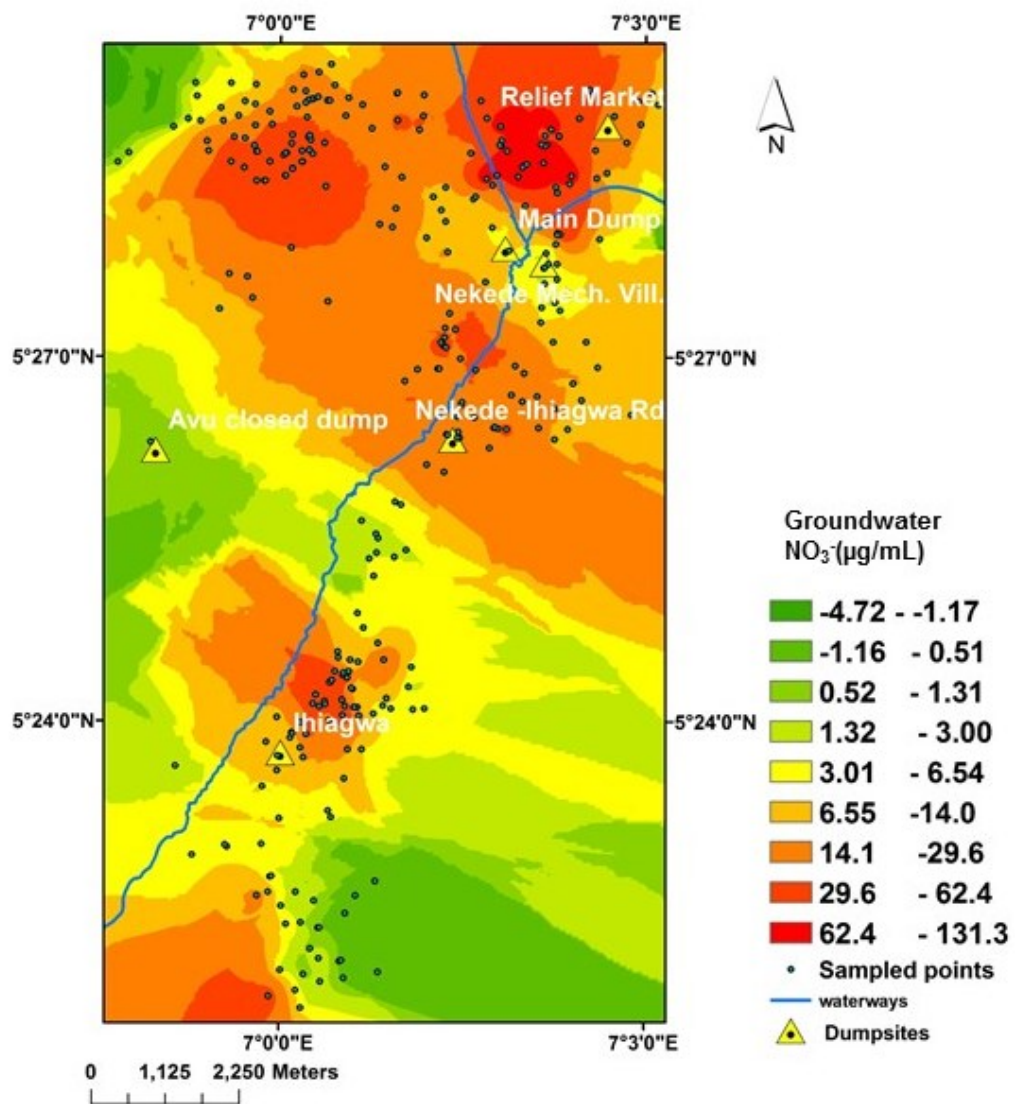 7°0'0"E 7°3'0"E
Relief Market
N
Main Dump
Nekede Mech. Vill.
5°27'0"N 5°27'0"N
Nekede -Ihiagwa Rd
Avu closed dump
Groundwater
NO₃⁻(µg/mL)
-4.72 - -1.17
-1.16 - 0.51
0.52 - 1.31
1.32 - 3.00
3.01 - 6.54
6.55 -14.0
14.1 -29.6
29.6 - 62.4
62.4 - 131.3
Sampled points
waterways
Dumpsites
5°24'0"N 5°24'0"N
Ihiagwa
7°0'0"E 7°3'0"E
0 1,125 2,250 Meters